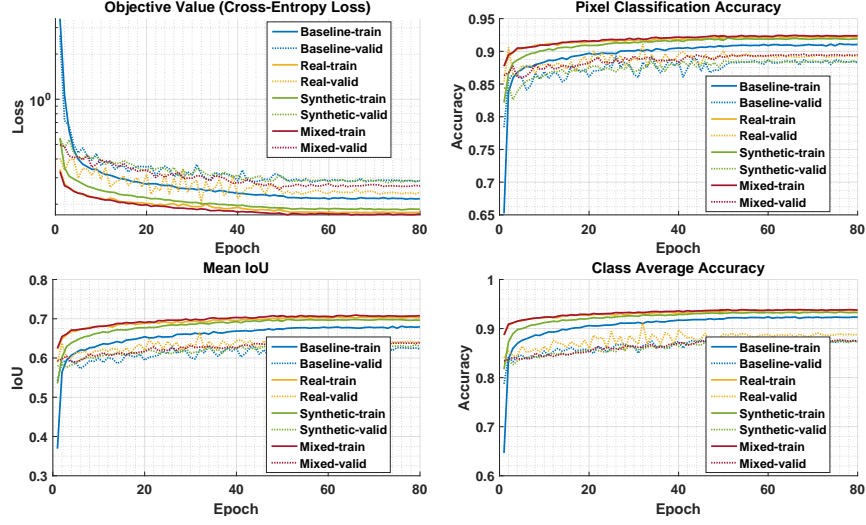 Objective Value (Cross-Entropy Loss)
Loss
10⁰
Baseline-train
Baseline-valid
Real-train
Real-valid
Synthetic-train
Synthetic-valid
Mixed-train
Mixed-valid
20
40
60
80
Epoch
Pixel Classification Accuracy
Accuracy
0.95
0.9
0.85
0.8
0.75
0.7
0.65
Baseline-train
Baseline-valid
Real-train
Real-valid
Synthetic-train
Synthetic-valid
Mixed-train
Mixed-valid
0
20
40
60
80
Epoch
Mean IoU
IoU
0.8
0.7
0.6
0.5
0.4
0.3
Baseline-train
Baseline-valid
Real-train
Real-valid
Synthetic-train
Synthetic-valid
Mixed-train
Mixed-valid
0
20
40
60
80
Epoch
Class Average Accuracy
Accuracy
1
0.9
0.8
0.7
0.6
Baseline-train
Baseline-valid
Real-train
Real-valid
Synthetic-train
Synthetic-valid
Mixed-train
Mixed-valid
0
20
40
60
80
Epoch